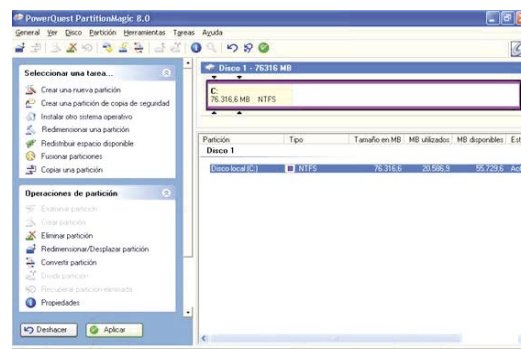 PowerQuest PartitionMagic 8.0
General Ver Disco Partición Herramientas Tareas Ayuda
Seleccionar una tarea...
Crear una nueva partición
Crear una partición de copia de seguridad
Instalar otro sistema operativo
Redimensionar una partición
Redistribuir espacio disponible
Fusionar particiones
Copiar una partición
Operaciones de partición
Examinar partición
Crear partición
Eliminar partición
Redimensionar/Desplazar partición
Convertir partición
Dividir partición
Recuperar partición eliminada
Propiedades
Deshacer Aplicar
Disco 1 - 76316 MB
C:
76.316,6 MB NTFS
Partición Tipo Tamaño en MB MB utilizados MB disponibles Est
Disco 1
Disco local (C:) NTFS 76.316,6 20.586,9 55.729,6 Act